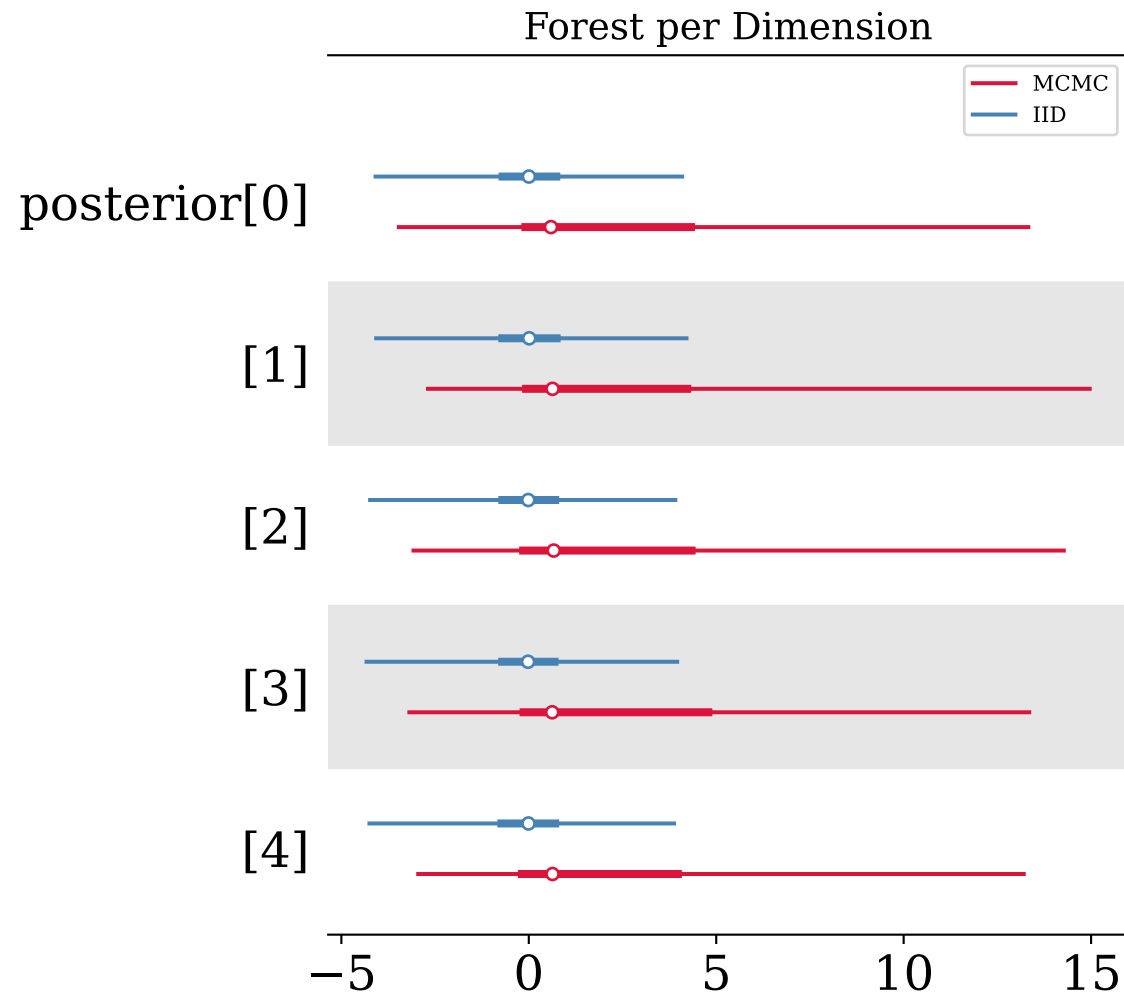 Forest per Dimension
MCMC
IID
posterior[0]
[1]
[2]
[3]
[4]
−5 0 5 10 15